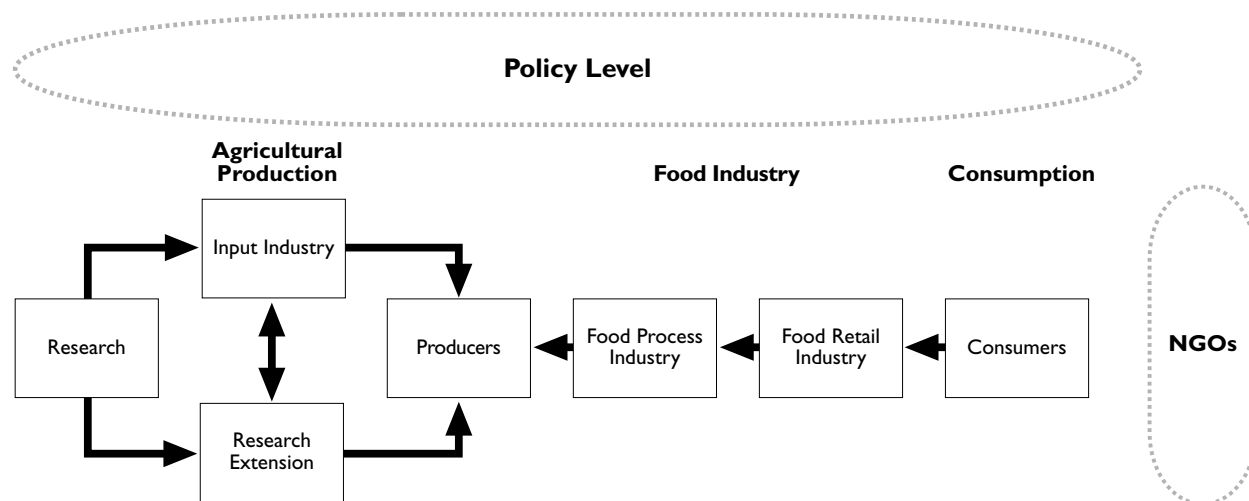 Policy Level
Agricultural
Production
Food Industry
Consumption
Input Industry
Research
Producers
Food Process
Industry
Food Retail
Industry
Consumers
NGOs
Research
Extension